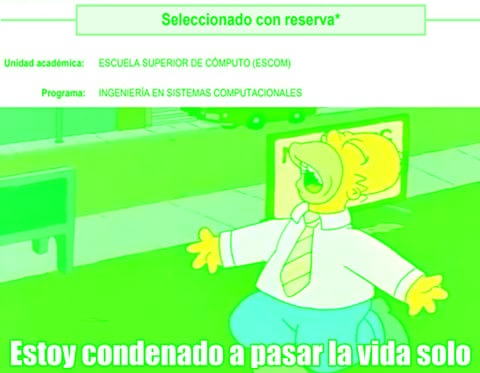 Seleccionado con reserva*
Unidad académica: ESCUELA SUPERIOR DE CÓMPUTO (ESCOM)
Programa: INGENIERÍA EN SISTEMAS COMPUTACIONALES
Estoy condenado a pasar la vida solo